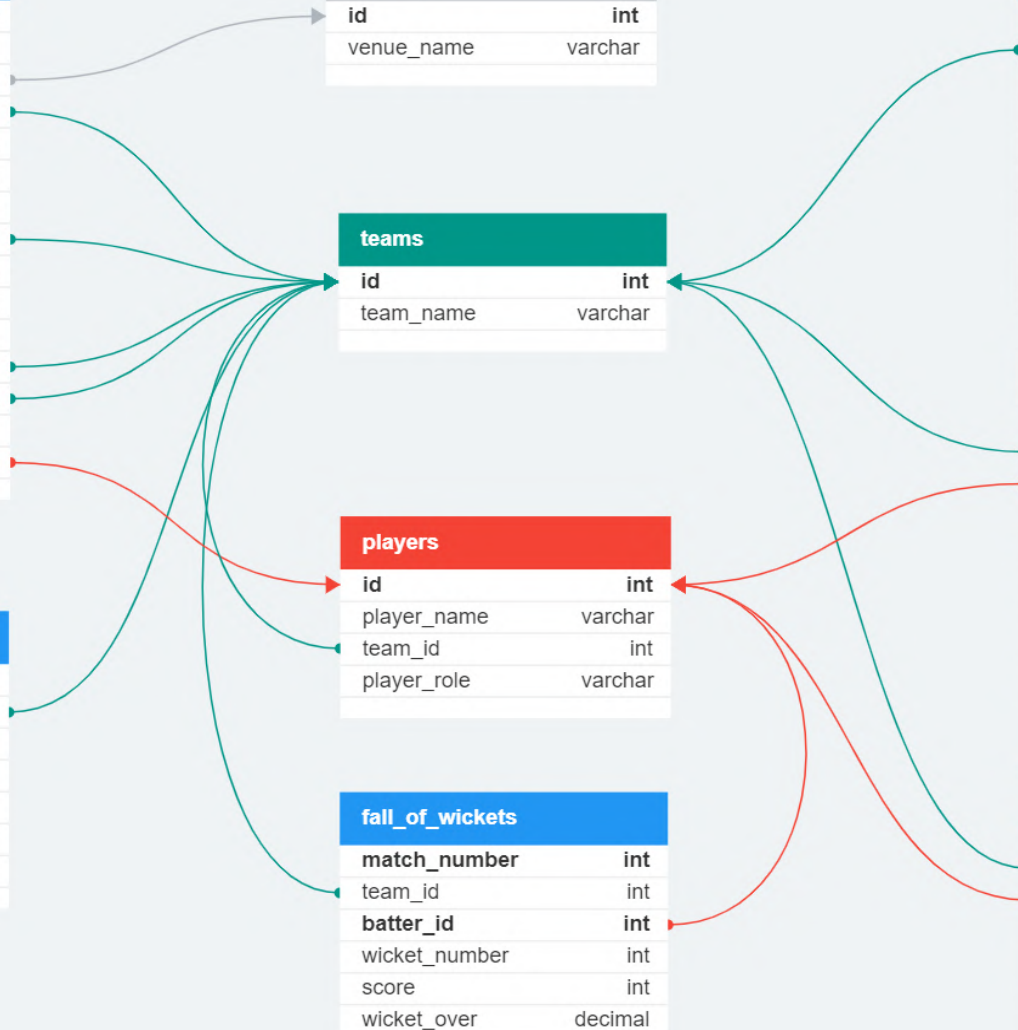 id int
venue_name varchar
teams
id int
team_name varchar
players
id int
player_name varchar
team_id int
player_role varchar
fall_of_wickets
match_number int
team_id int
batter_id int
wicket_number int
score int
wicket_over decimal